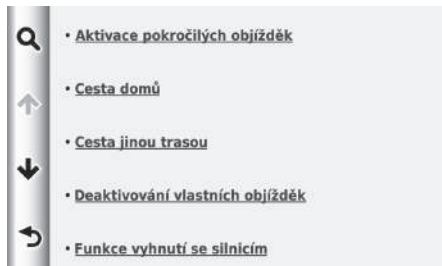 • Aktivace pokročilých objížděk
• Cesta domů
• Cesta jinou trasou
• Deaktivování vlastních objížděk
• Funkce vyhnutí se silnicím